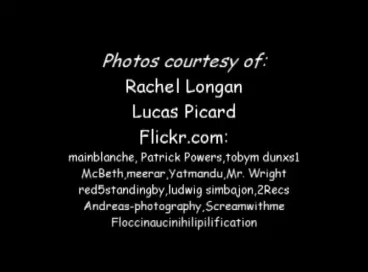 Photos courtesy of:
Rachel Longan
Lucas Picard
Flickr.com:
mainblanche, Patrick Powers,tobym dunxs1
McBeth,meerar,Yatmandu,Mr. Wright
red5standingby,ludwig simbajon,2Recs
Andreas-photography,Screamwithme
Floccinaucinihilipilification